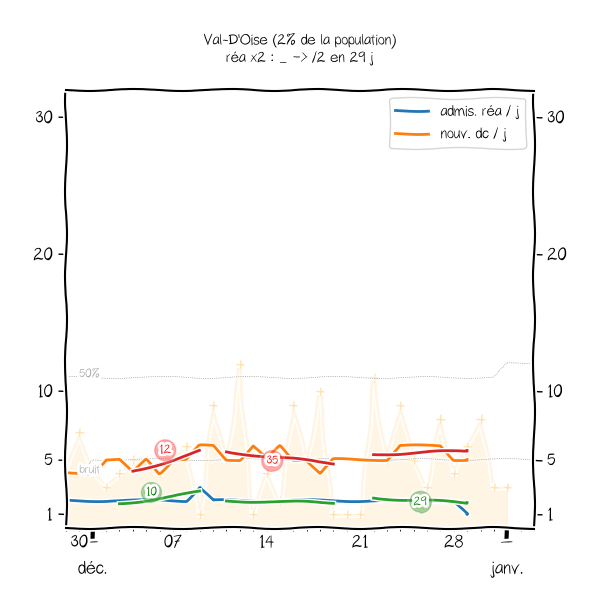 Val-D'Oise (2% de la population)
réa x2 : _ -> /2 en 29 j
admis. réa / j
nouv. dc / j
30 30
20 20
50%
10 10
12
35
5 5
bruit
10
29
1 1
30 07 14 21 28
déc. janv.